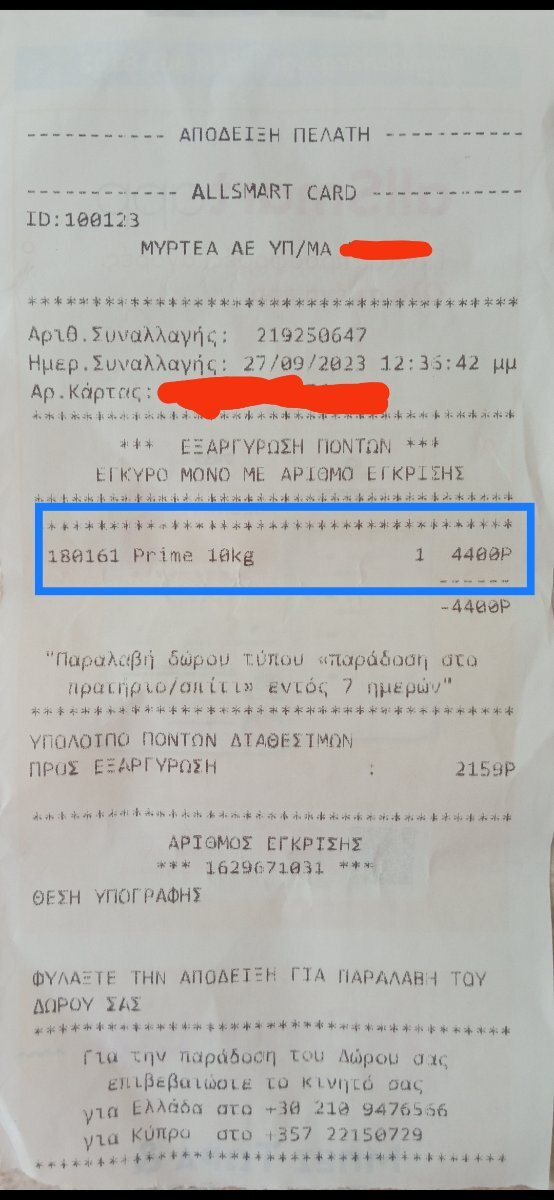 ----------- ΑΠΟΔΕΙΞΗ ΠΕΛΑΤΗ -----------
------------ ALLSMART CARD ------------
ID:100123
ΜΥΡΤΕΑ ΑΕ ΥΠ/ΜΑ
****************************************
Αριθ.Συναλλαγής: 219250647
Ημερ.Συναλλαγής: 27/09/2023 12:36:42 μμ
Αρ.Κάρτας:
****************************************
*** ΕΞΑΡΓΥΡΩΣΗ ΠΟΝΤΩΝ ***
ΕΓΚΥΡΟ ΜΟΝΟ ΜΕ ΑΡΙΘΜΟ ΕΓΚΡΙΣΗΣ
****************************************
****************************************
180161 Prime 10kg 1 4400P
------
-4400P
"Παραλαβή δώρου τύπου «παράδοση στο
πρατήριο/σπίτι» εντός 7 ημερών"
****************************************
ΥΠΟΛΟΙΠΟ ΠΟΝΤΩΝ ΔΙΑΘΕΣΙΜΩΝ
ΠΡΟΣ ΕΞΑΡΓΥΡΩΣΗ : 2159P
****************************************
ΑΡΙΘΜΟΣ ΕΓΚΡΙΣΗΣ
*** 1629671031 ***
ΘΕΣΗ ΥΠΟΓΡΑΦΗΣ
ΦΥΛΑΞΤΕ ΤΗΝ ΑΠΟΔΕΙΞΗ ΓΙΑ ΠΑΡΑΛΑΒΗ ΤΟΥ
ΔΩΡΟΥ ΣΑΣ
****************************************
Για την παράδοση του Δώρου σας
επιβεβαιώστε το κινητό σας
για Ελλάδα στο +30 210 9476566
για Κύπρο στο +357 22150729
****************************************